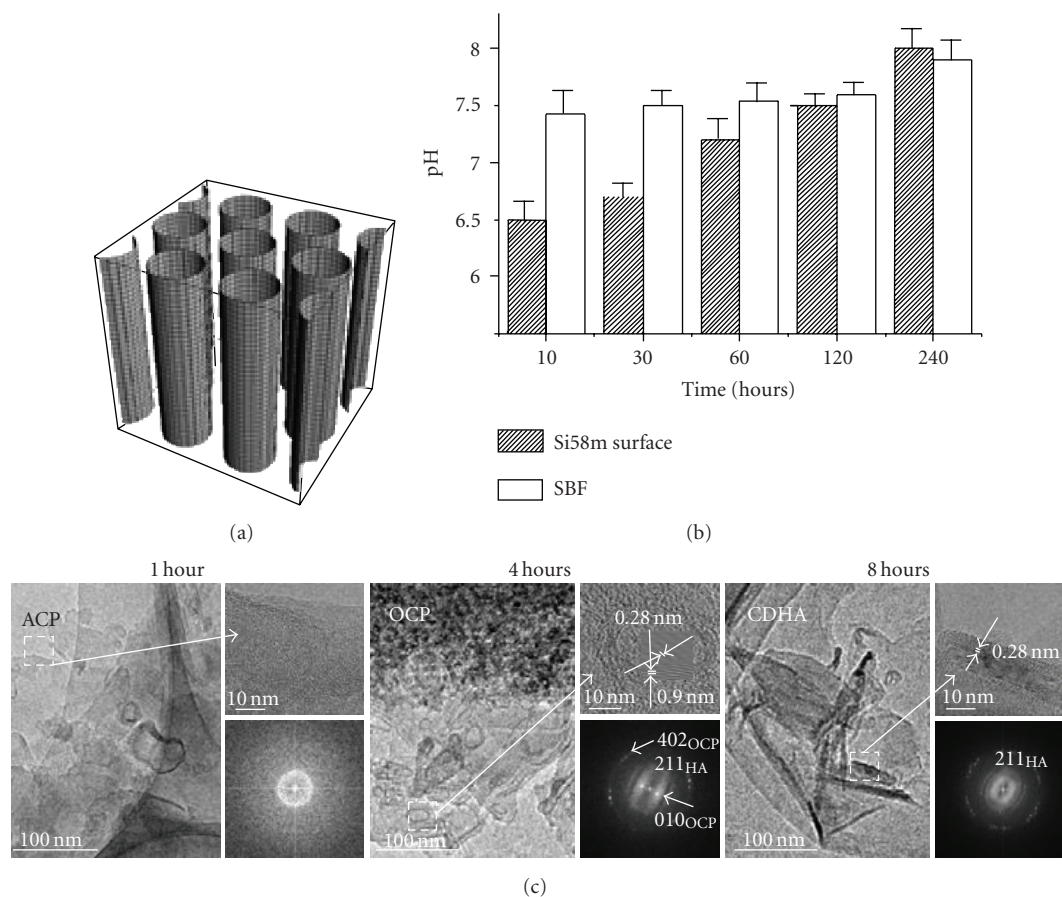 8
7.5
7
6.5
6
pH
10 30 60 120 240
Time (hours)
Si58m surface
SBF
(a)
(b)
1 hour
4 hours
8 hours
ACP
10 nm
100 nm
OCP
0.28 nm
10 nm
0.9 nm
402OCP
211HA
010OCP
100 nm
CDHA
0.28 nm
10 nm
211HA
100 nm
(c)